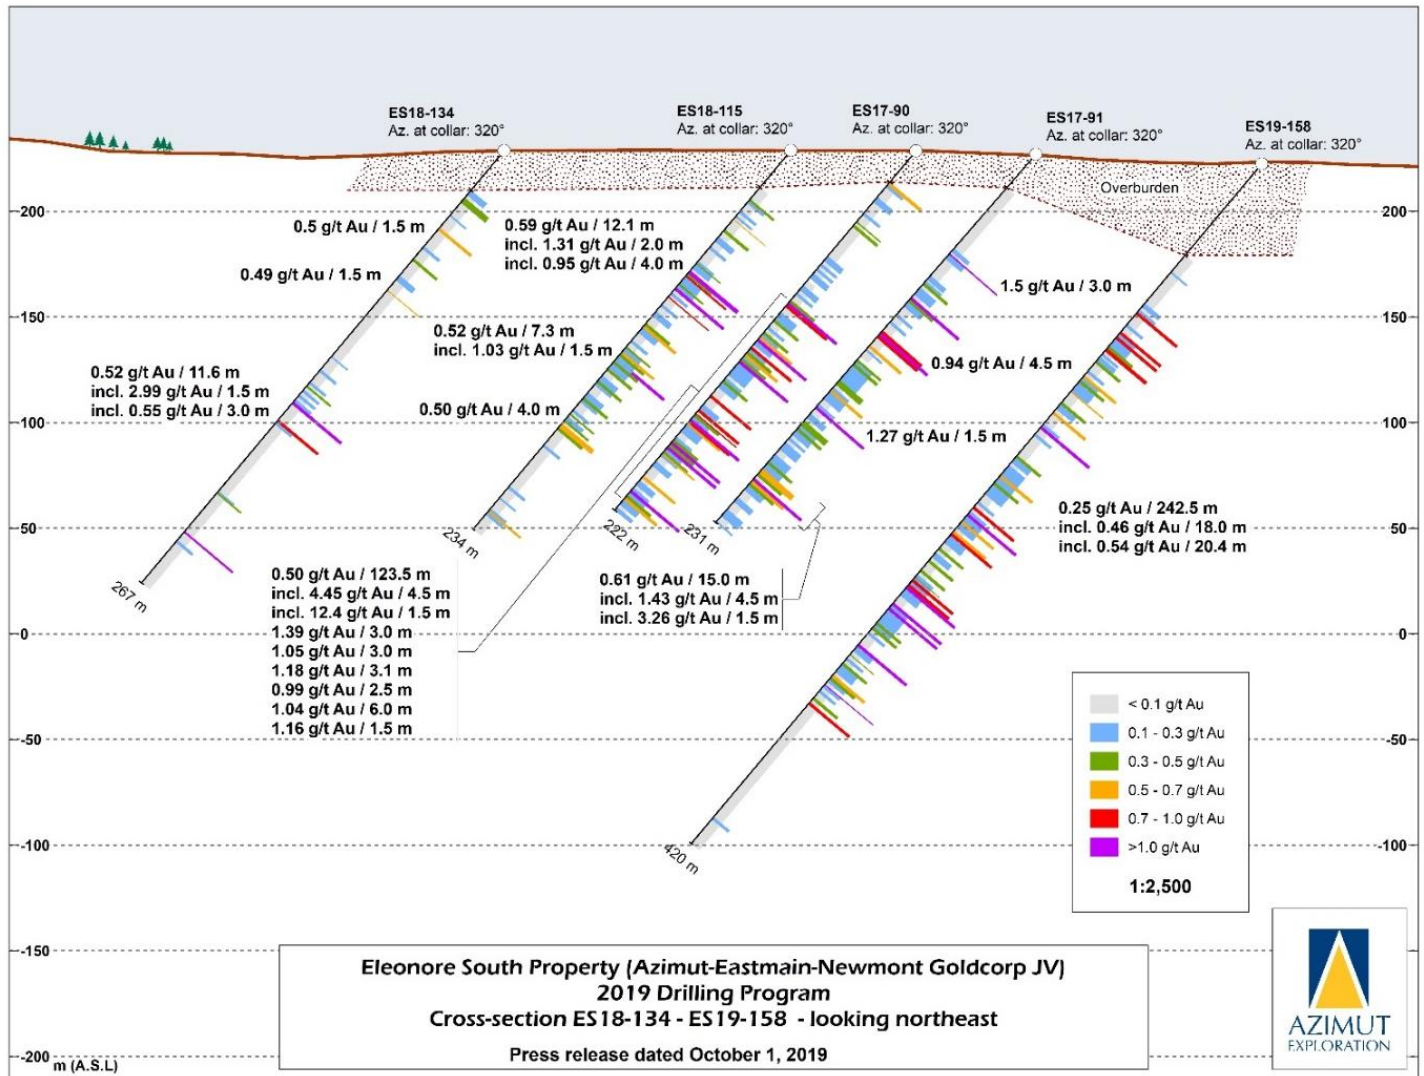 ES18-134
Az. at collar: 320°
ES18-115
Az. at collar: 320°
ES17-90
Az. at collar: 320°
ES17-91
Az. at collar: 320°
ES19-158
Az. at collar: 320°
Overburden
200
200
150
150
100
100
50
50
0
0
-50
-50
-100
-100
-150
-150
-200
-200
m (A.S.L)
0.5 g/t Au / 1.5 m
0.49 g/t Au / 1.5 m
0.52 g/t Au / 11.6 m
incl. 2.99 g/t Au / 1.5 m
incl. 0.55 g/t Au / 3.0 m
267 m
0.59 g/t Au / 12.1 m
incl. 1.31 g/t Au / 2.0 m
incl. 0.95 g/t Au / 4.0 m
0.52 g/t Au / 7.3 m
incl. 1.03 g/t Au / 1.5 m
0.50 g/t Au / 4.0 m
234 m
0.50 g/t Au / 123.5 m
incl. 4.45 g/t Au / 4.5 m
incl. 12.4 g/t Au / 1.5 m
1.39 g/t Au / 3.0 m
1.05 g/t Au / 3.0 m
1.18 g/t Au / 3.1 m
0.99 g/t Au / 2.5 m
1.04 g/t Au / 6.0 m
1.16 g/t Au / 1.5 m
222 m
1.5 g/t Au / 3.0 m
0.94 g/t Au / 4.5 m
1.27 g/t Au / 1.5 m
231 m
0.61 g/t Au / 15.0 m
incl. 1.43 g/t Au / 4.5 m
incl. 3.26 g/t Au / 1.5 m
0.25 g/t Au / 242.5 m
incl. 0.46 g/t Au / 18.0 m
incl. 0.54 g/t Au / 20.4 m
420 m
< 0.1 g/t Au
0.1 - 0.3 g/t Au
0.3 - 0.5 g/t Au
0.5 - 0.7 g/t Au
0.7 - 1.0 g/t Au
>1.0 g/t Au
1:2,500
Eleonore South Property (Azimut-Eastmain-Newmont Goldcorp JV)
2019 Drilling Program
Cross-section ES18-134 - ES19-158 - looking northeast
Press release dated October 1, 2019
AZIMUT
EXPLORATION